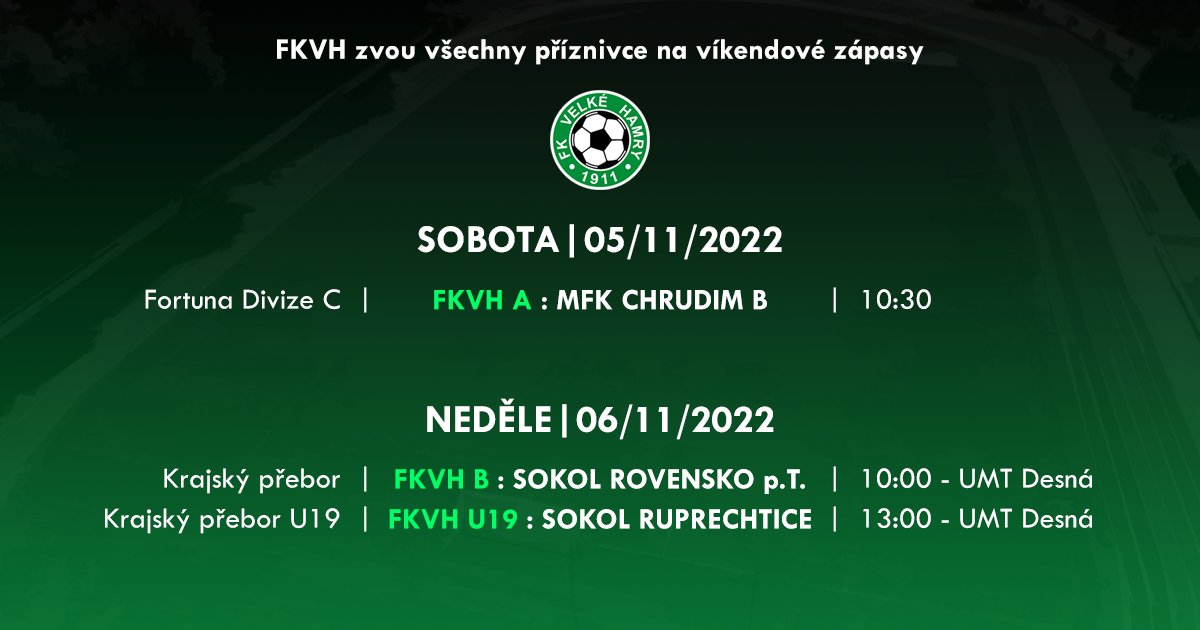 FKVH zvou všechny příznivce na víkendové zápasy
FK VELKÉ HAMRY
1911
SOBOTA | 05/11/2022
Fortuna Divize C | FKVH A : MFK CHRUDIM B | 10:30
NEDĚLE | 06/11/2022
Krajský přebor | FKVH B : SOKOL ROVENSKO p.T. | 10:00 - UMT Desná
Krajský přebor U19 | FKVH U19 : SOKOL RUPRECHTICE | 13:00 - UMT Desná